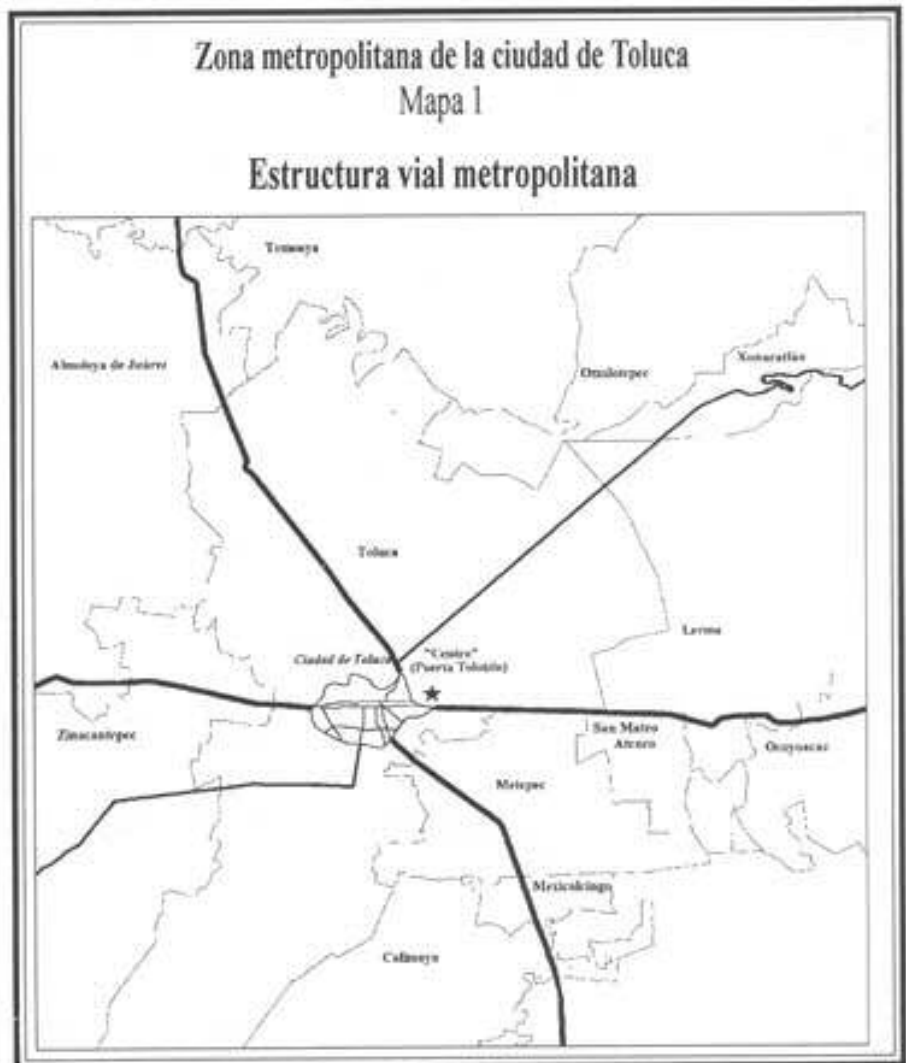 Zona metropolitana de la ciudad de Toluca
Mapa 1
Estructura vial metropolitana
Temoaya
Almoloya de Juárez
Otzolotepec
Xonacatlán
Toluca
Lerma
Ciudad de Toluca
"Centro"
(Puerta Tolotzin)
Zinacantepec
San Mateo
Atenco
Ocoyoacac
Metepec
Mexicalcingo
Calimaya